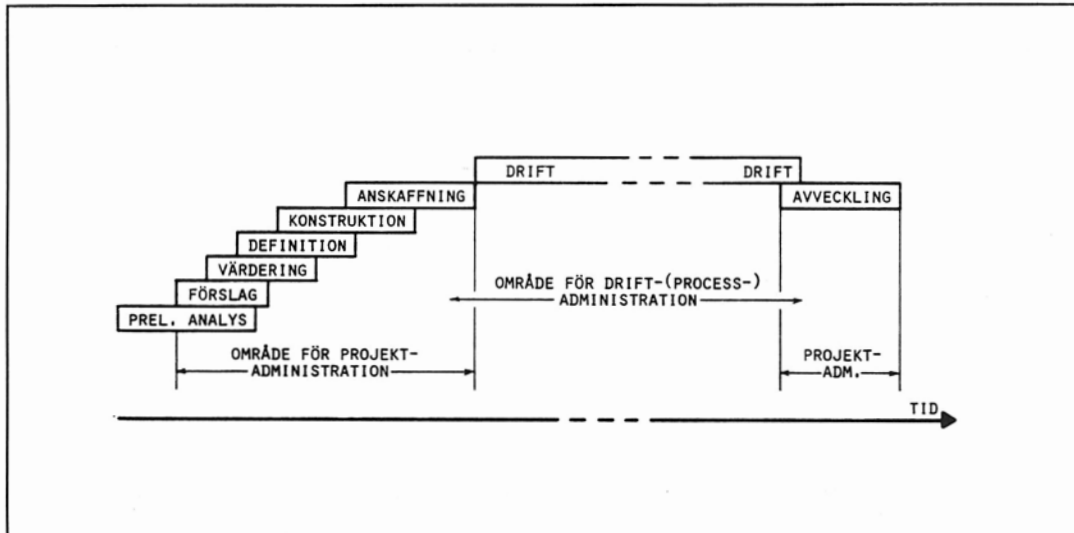 DRIFT DRIFT
ANSKAFFNING AVVECKLING
KONSTRUKTION
DEFINITION
VÄRDERING
FÖRSLAG
PREL. ANALYS
OMRÅDE FÖR DRIFT-(PROCESS-)
ADMINISTRATION
OMRÅDE FÖR PROJEKT-
ADMINISTRATION
PROJEKT-
ADM.
TID